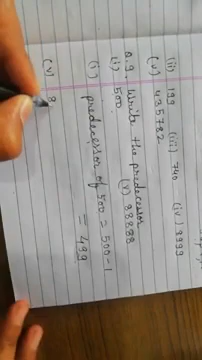 (ii) 199 (iii) 740 (iv) 3999
(v) 435782
Q.9. Write the predecessor
i) 500. (v) 33888
(i) predecessor of 500 = 500-1
= 499
(v) 3